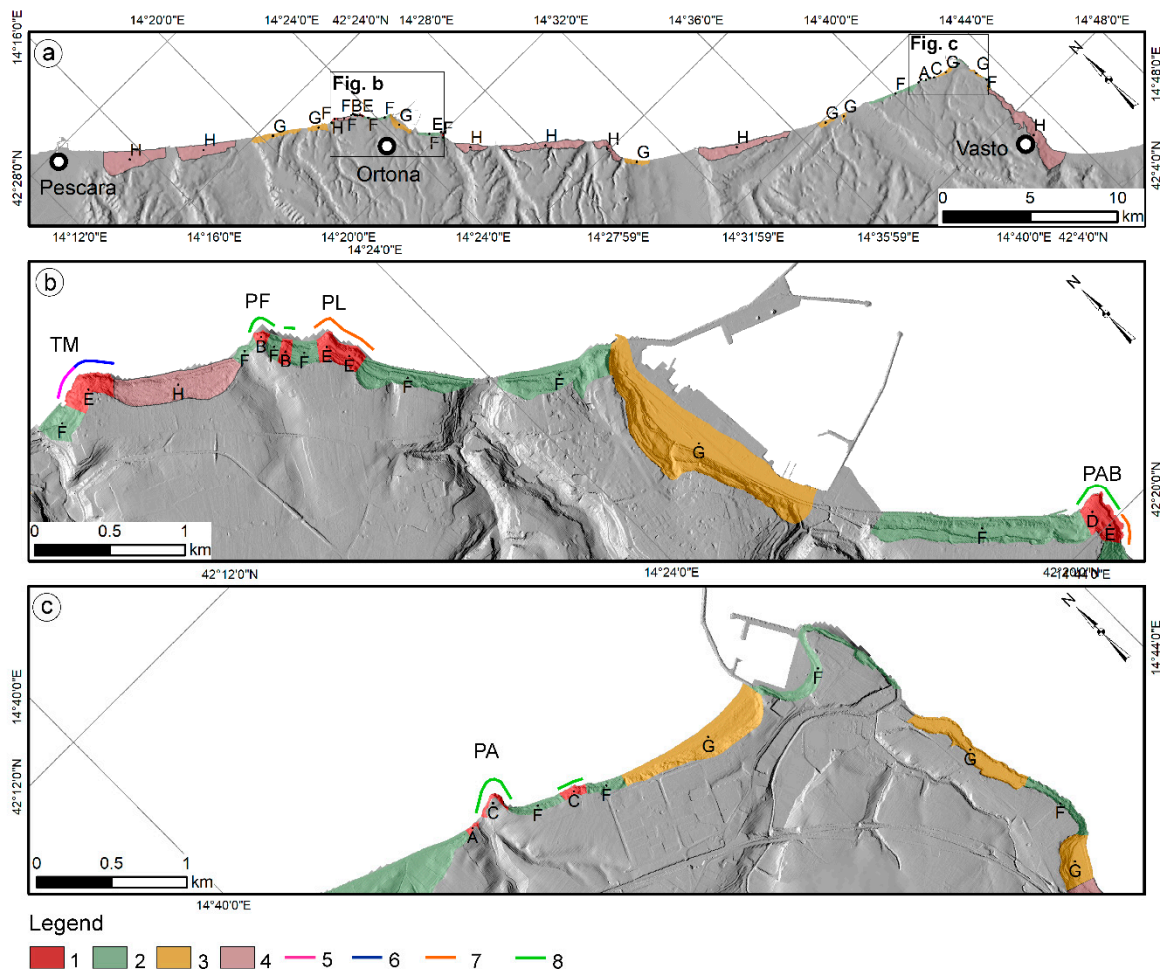 14°20'0"E 14°24'0"E 42°24'0"N 14°28'0"E 14°32'0"E 14°36'0"E 14°40'0"E 14°44'0"E 14°48'0"E
14°16'0"E
a
Fig. b
Fig. c
N
14°48'0"E
H H G G F H F F B F E F F G E F F H H H G H G G F A C G G F H
Pescara
Ortona
Vasto
42°28'0"N
42°4'0"N
0 5 10
km
14°12'0"E 14°16'0"E 14°20'0"E 14°24'0"E 14°27'59"E 14°31'59"E 14°35'59"E 14°40'0"E 42°4'0"N
14°24'0"E
b
N
TM
PF
PL
PAB
F E H F B F B F E E F F G F D E
42°20'0"N
0 0.5 1
km
42°12'0"N 14°24'0"E 42°20'0"N
14°44'0"E
c
N
14°44'0"E
14°40'0"E
42°12'0"N
PA
A C F C F G F G F G
0 0.5 1
km
14°40'0"E
Legend
1 2 3 4 5 6 7 8